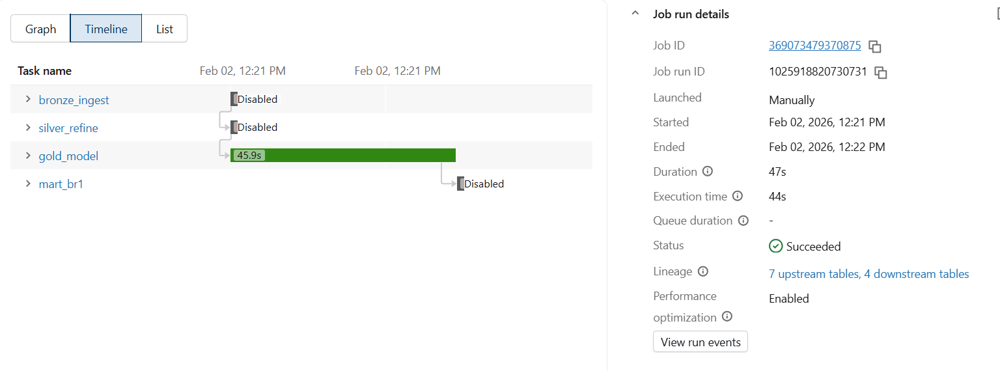 Graph Timeline List
Task name Feb 02, 12:21 PM Feb 02, 12:21 PM
bronze_ingest Disabled
silver_refine Disabled
gold_model 45.9s
mart_br1 Disabled
Job run details
Job ID 369073479370875
Job run ID 1025918820730731
Launched Manually
Started Feb 02, 2026, 12:21 PM
Ended Feb 02, 2026, 12:22 PM
Duration 47s
Execution time 44s
Queue duration -
Status Succeeded
Lineage 7 upstream tables, 4 downstream tables
Performance optimization Enabled
View run events